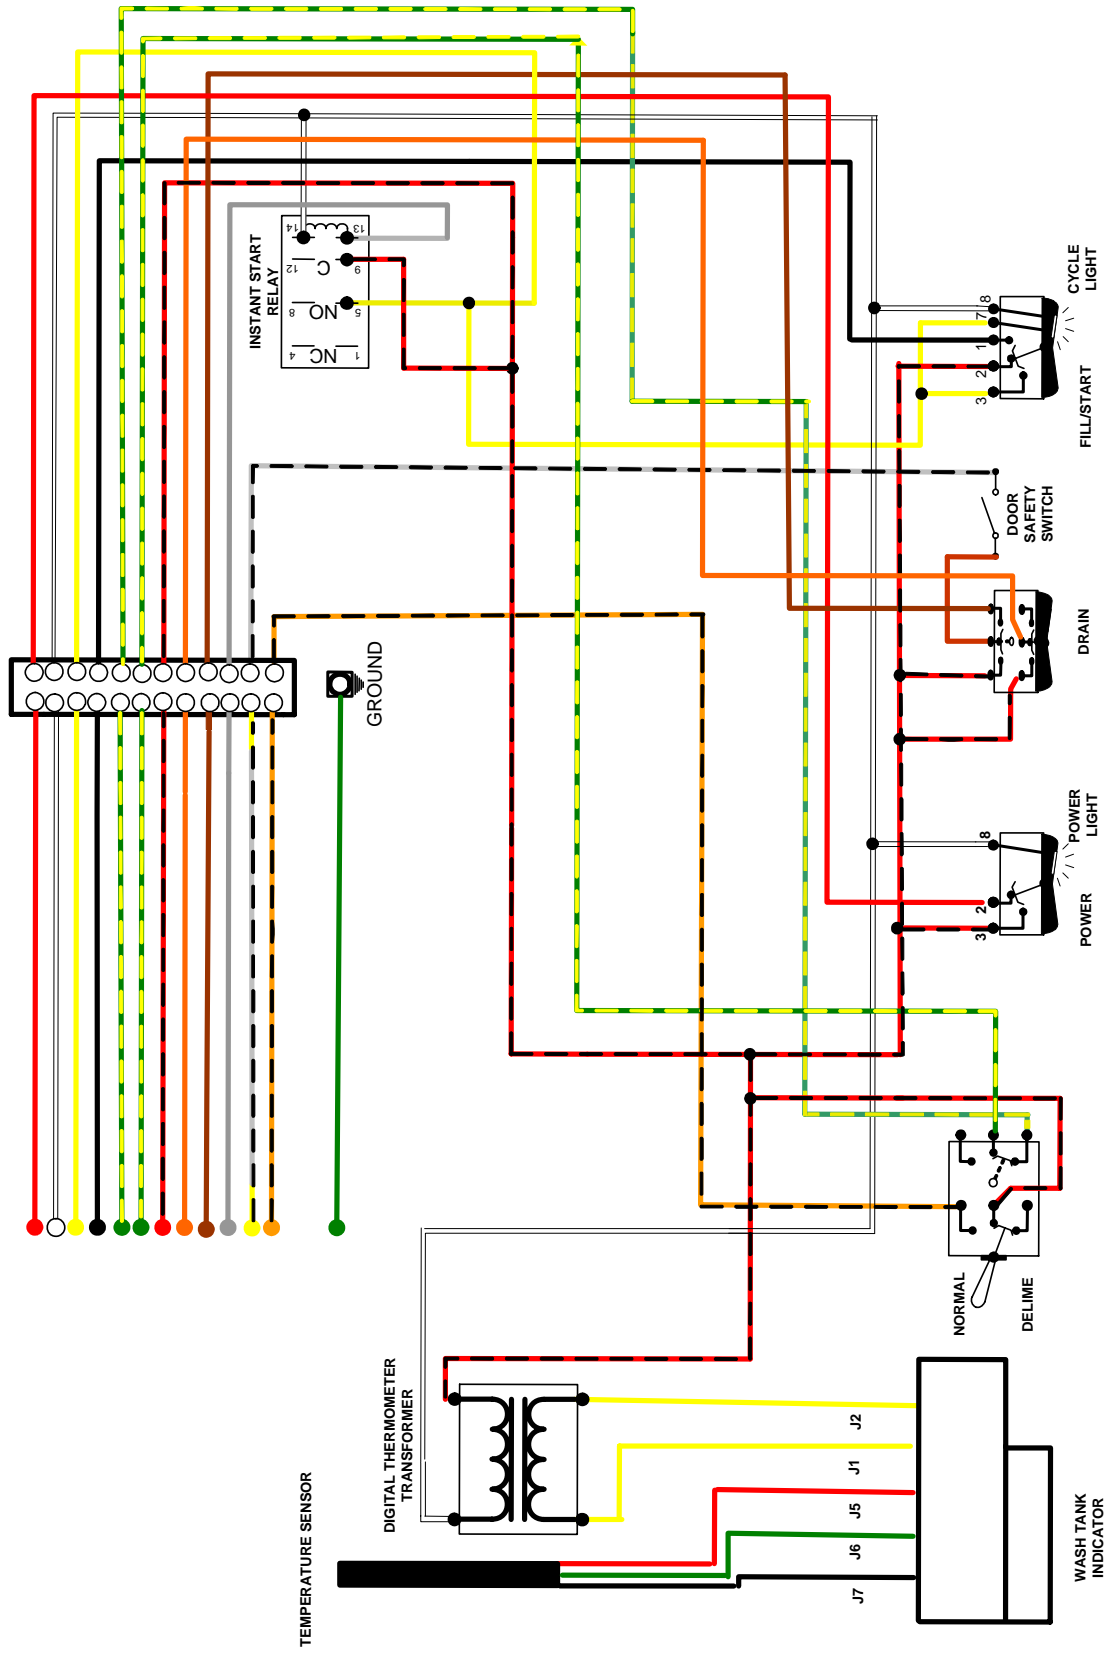 INSTANT START
RELAY
14
13
12
C
9
8
NO
5
4
NC
1
CYCLE
LIGHT
8
7
1
2
3
FILL/START
DOOR
SAFETY
SWITCH
DRAIN
GROUND
POWER
LIGHT
8
2
3
POWER
NORMAL
DELIME
DIGITAL THERMOMETER
TRANSFORMER
TEMPERATURE SENSOR
J2
J1
J5
J6
J7
WASH TANK
INDICATOR